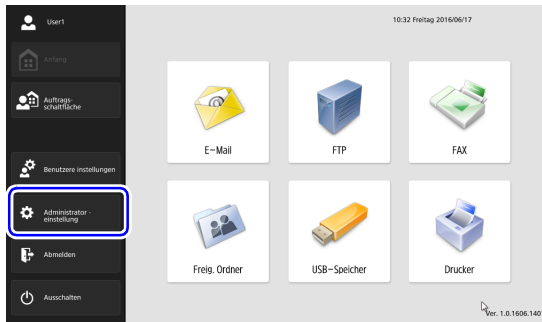 User1
10:32 Freitag 2016/06/17
Anfang
Auftrags-
schaltfläche
Benutzere instellungen
Administrator -
einstellung
Abmelden
Ausschalten
E-Mail
FTP
FAX
Freig. Ordner
USB-Speicher
Drucker
Ver. 1.0.1606.140